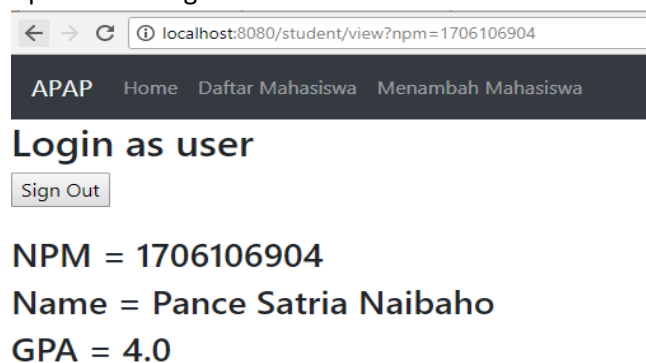 localhost:8080/student/view?npm=1706106904
APAP Home Daftar Mahasiswa Menambah Mahasiswa
Login as user
Sign Out
NPM = 1706106904
Name = Pance Satria Naibaho
GPA = 4.0